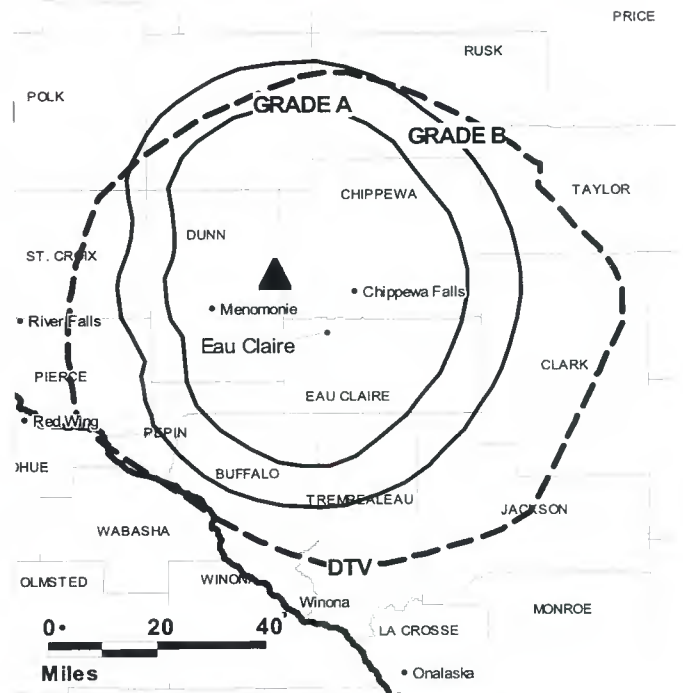 PRICE
RUSK
POLK
GRADE A
GRADE B
TAYLOR
CHIPPEWA
DUNN
ST. CROIX
Chippewa Falls
Menomonie
River Falls
Eau Claire
CLARK
PIERCE
EAU CLAIRE
Red Wing
PEPIN
OHUE
BUFFALO
TREMPEALEAU
JACKSON
WABASHA
DTV
OLMSTED
WINONA
Winona
MONROE
0 20 40
LA CROSSE
Miles
Onalaska